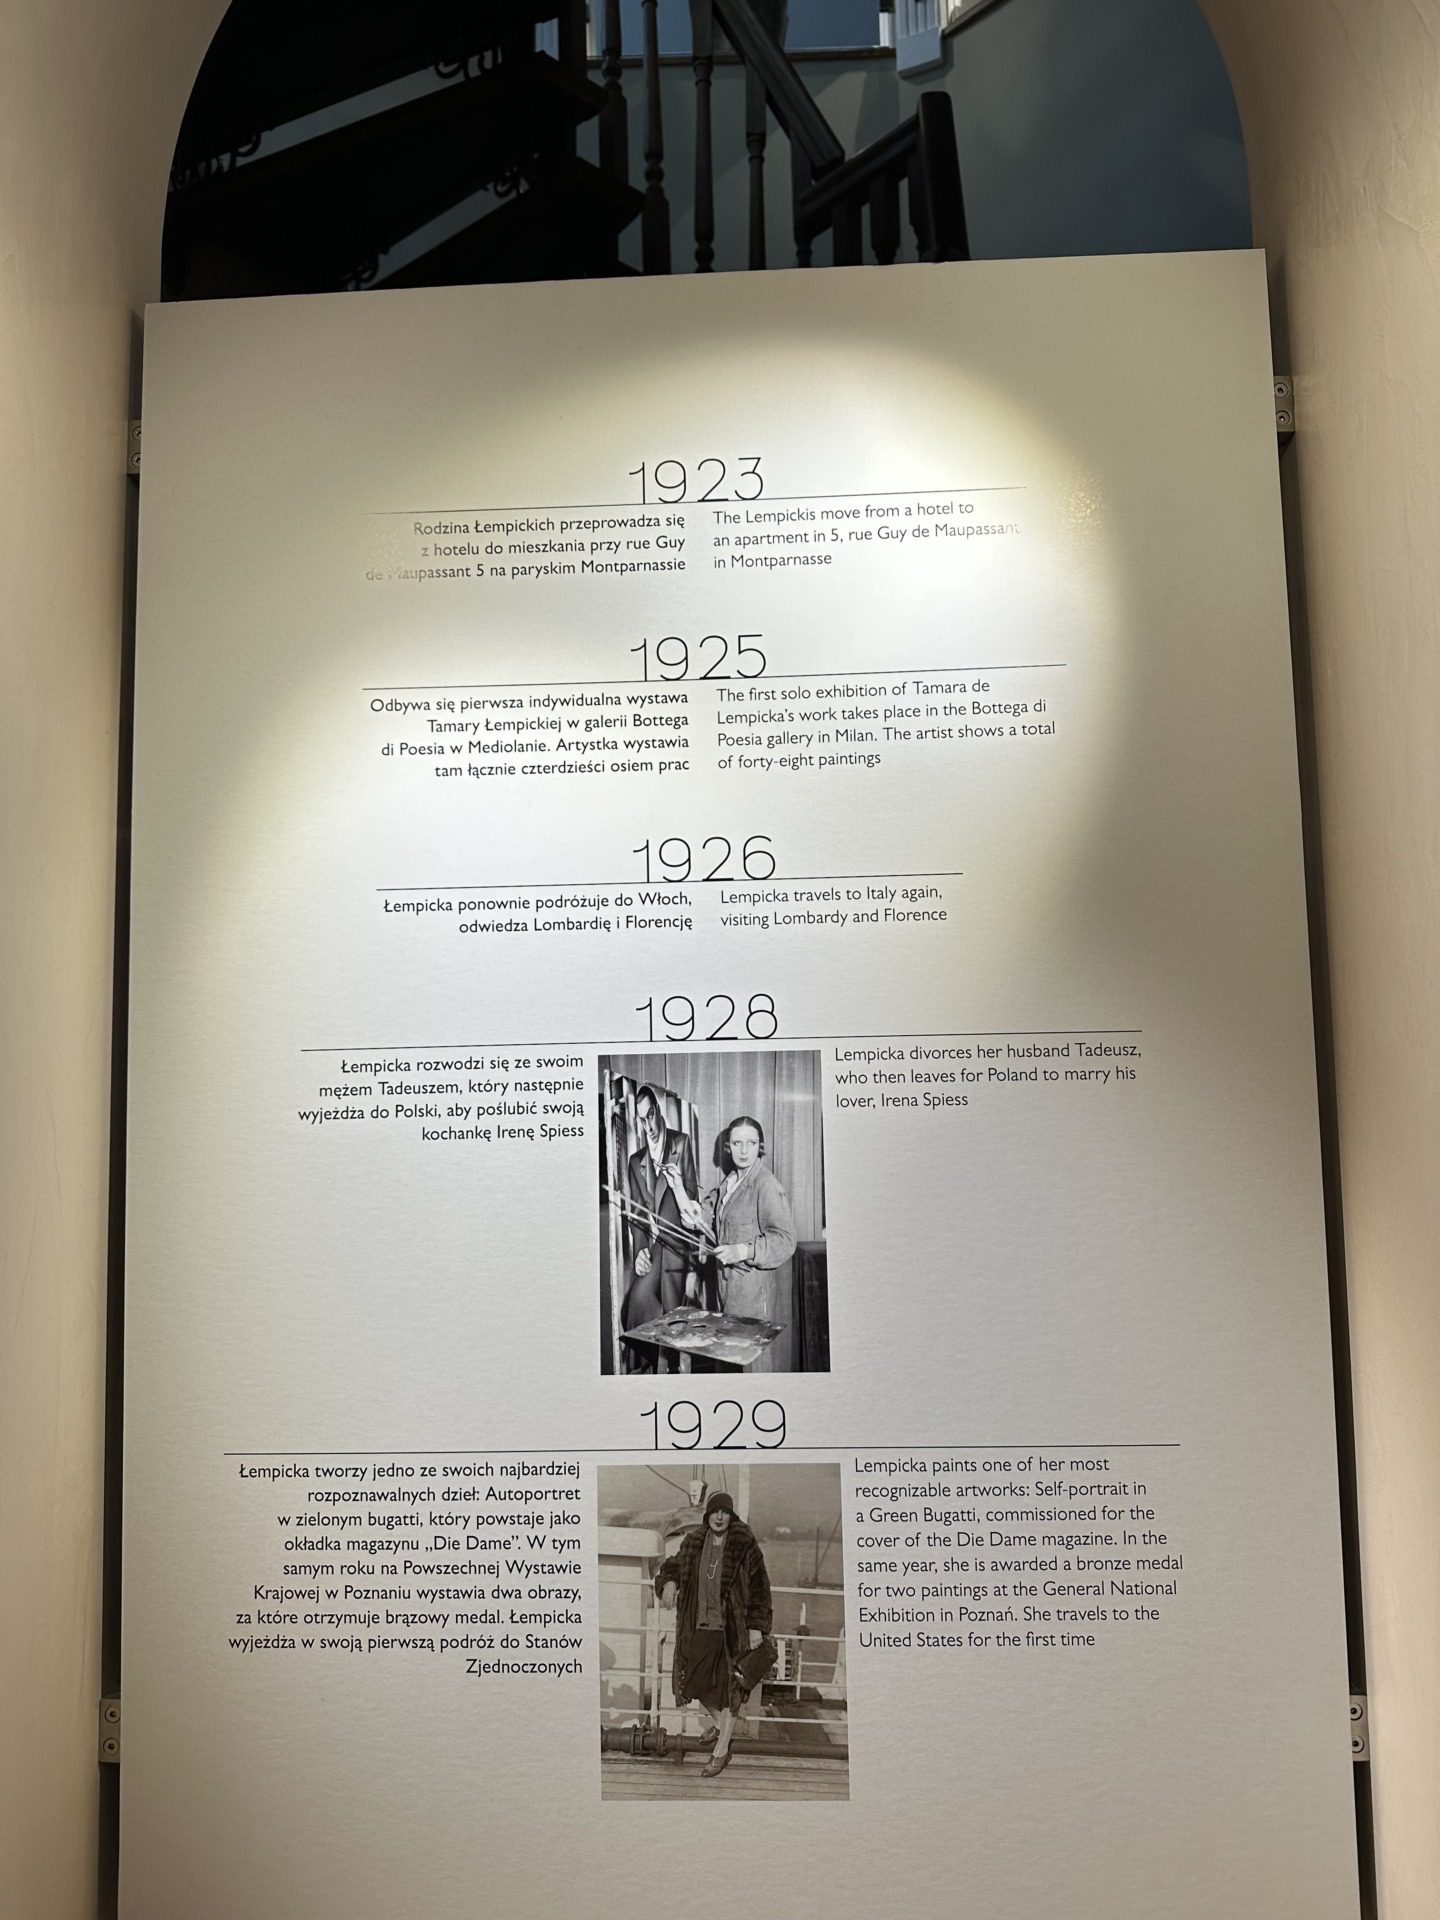 1923
Rodzina Łempickich przeprowadza się
z hotelu do mieszkania przy rue Guy
de Maupassant 5 na paryskim Montparnassie
The Lempickis move from a hotel to
an apartment in 5, rue Guy de Maupassant
in Montparnasse
1925
Odbywa się pierwsza indywidualna wystawa
Tamary Łempickiej w galerii Bottega
di Poesia w Mediolanie. Artystka wystawia
tam łącznie czterdzieści osiem prac
The first solo exhibition of Tamara de
Lempicka's work takes place in the Bottega di
Poesia gallery in Milan. The artist shows a total
of forty-eight paintings
1926
Łempicka ponownie podróżuje do Włoch,
odwiedza Lombardię i Florencję
Lempicka travels to Italy again,
visiting Lombardy and Florence
1928
Łempicka rozwodzi się ze swoim
mężem Tadeuszem, który następnie
wyjeżdża do Polski, aby poślubić swoją
kochankę Irenę Spiess
Lempicka divorces her husband Tadeusz,
who then leaves for Poland to marry his
lover, Irena Spiess
1929
Łempicka tworzy jedno ze swoich najbardziej
rozpoznawalnych dzieł: Autoportret
w zielonym bugatti, który powstaje jako
okładka magazynu „Die Dame”. W tym
samym roku na Powszechnej Wystawie
Krajowej w Poznaniu wystawia dwa obrazy,
za które otrzymuje brązowy medal. Łempicka
wyjeżdża w swoją pierwszą podróż do Stanów
Zjednoczonych
Lempicka paints one of her most
recognizable artworks: Self-portrait in
a Green Bugatti, commissioned for the
cover of the Die Dame magazine. In the
same year, she is awarded a bronze medal
for two paintings at the General National
Exhibition in Poznań. She travels to the
United States for the first time